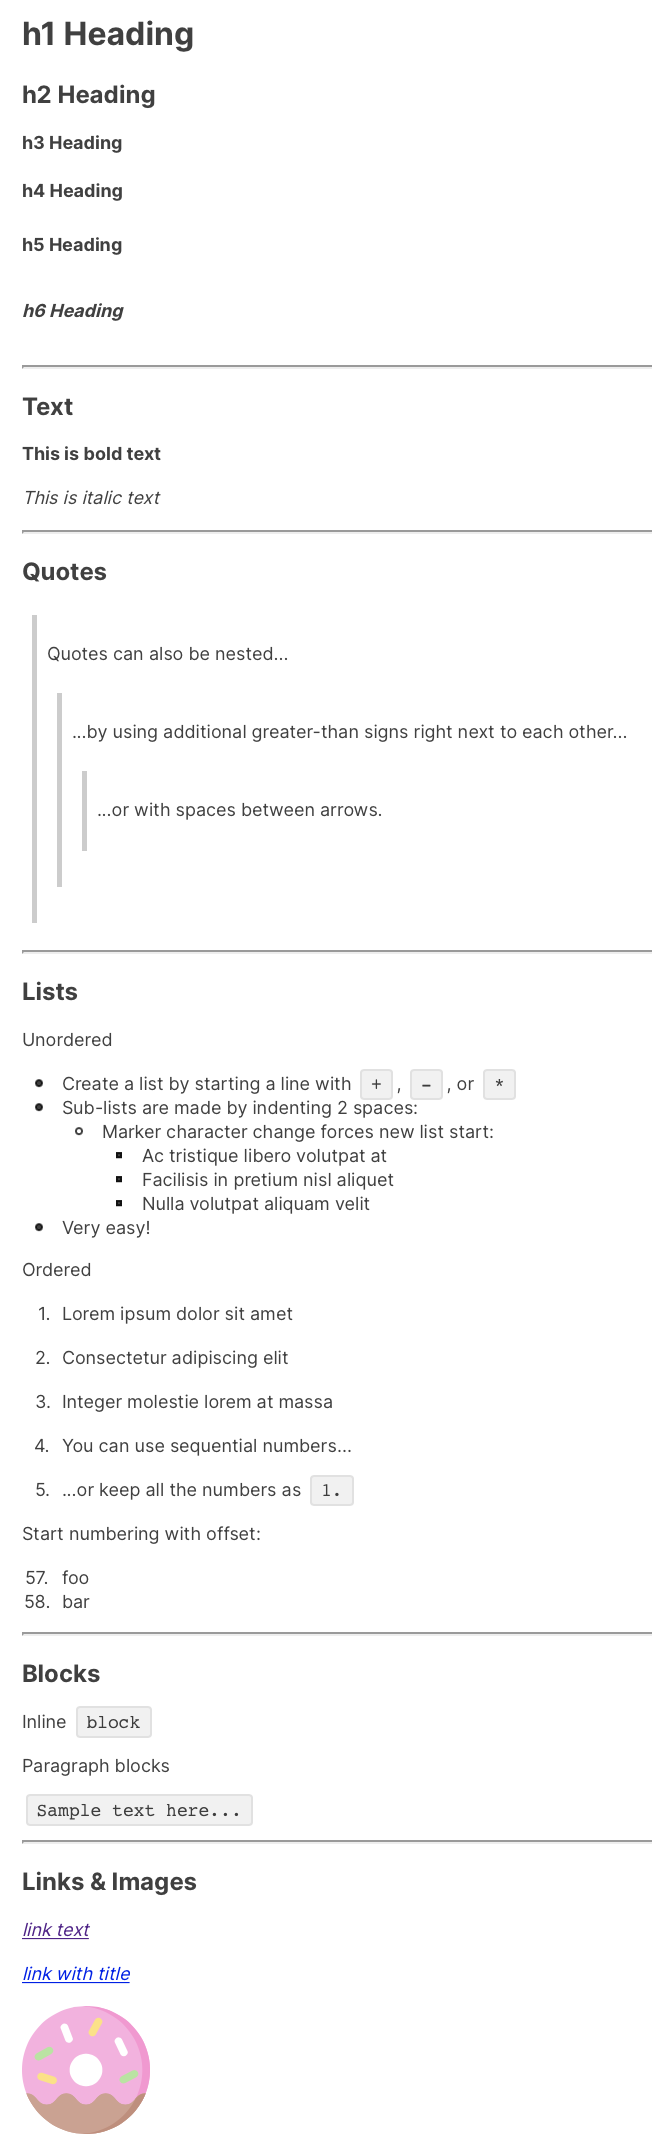 h1 Heading
h2 Heading
h3 Heading
h4 Heading
h5 Heading
h6 Heading
Text
This is bold text
This is italic text
Quotes
Quotes can also be nested...
...by using additional greater-than signs right next to each other...
...or with spaces between arrows.
Lists
Unordered
Create a list by starting a line with + , - , or *
Sub-lists are made by indenting 2 spaces:
Marker character change forces new list start:
Ac tristique libero volutpat at
Facilisis in pretium nisl aliquet
Nulla volutpat aliquam velit
Very easy!
Ordered
1. Lorem ipsum dolor sit amet
2. Consectetur adipiscing elit
3. Integer molestie lorem at massa
4. You can use sequential numbers...
5. ...or keep all the numbers as 1.
Start numbering with offset:
57. foo
58. bar
Blocks
Inline block
Paragraph blocks
Sample text here...
Links & Images
link text
link with title